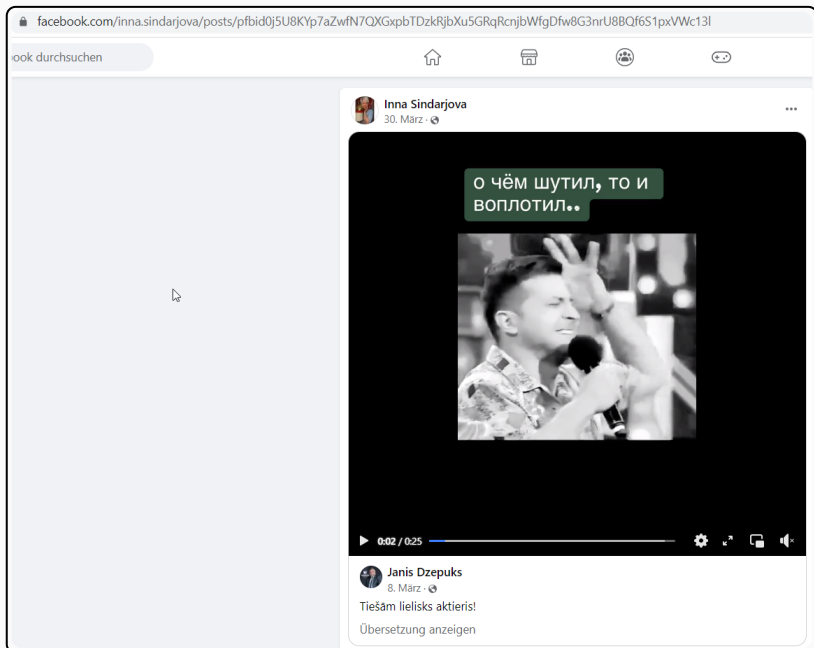 facebook.com/inna.sindarjova/posts/pfbid0j5U8KYp7aZwfN7QXGxpbTDzkRjbXu5GRqRcnjbWfgDfw8G3nrU8BQf6S1pxVWc13l
ook durchsuchen
Inna Sindarjova
30. März ·
о чём шутил, то и
воплотил..
0:02 / 0:25
Janis Dzepuks
8. März ·
Tiešām lielisks aktieris!
Übersetzung anzeigen